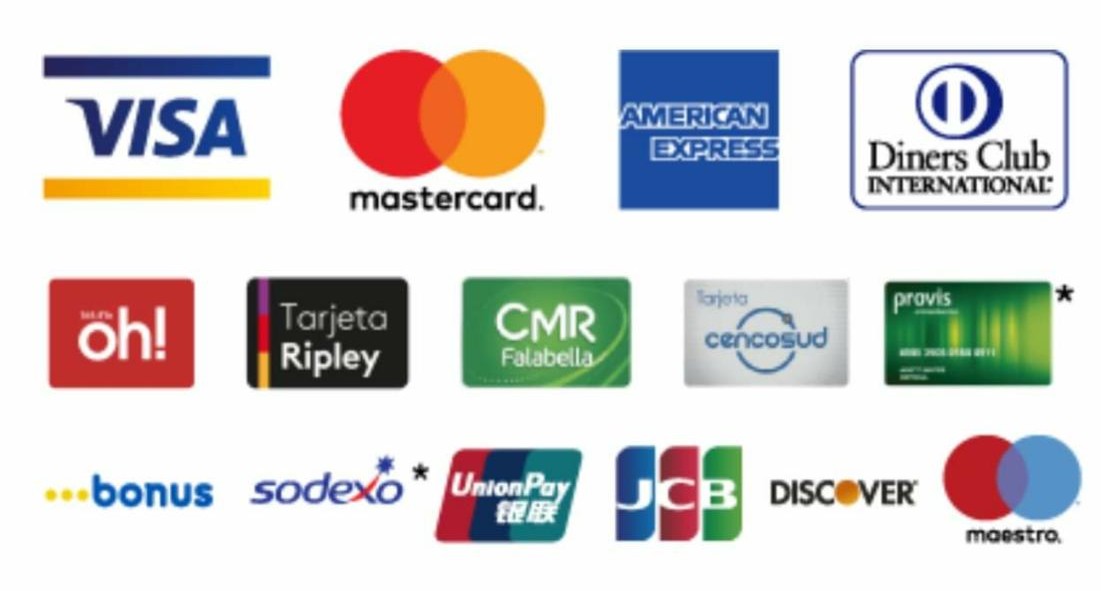 VISA
mastercard.
AMERICAN
EXPRESS
Diners Club
INTERNATIONAL
oh!
Tarjeta
Ripley
CMR
Falabella
Tarjeta
cencosud
provis
*
bonus
sodexo *
UnionPay
银联
JCB
DISCOVER
maestro.